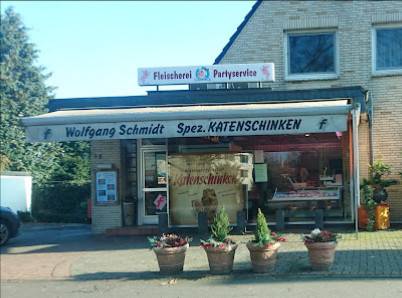 Fleischerei Partyservice
Wolfgang Schmidt Spez. KATENSCHINKEN
Katenschinken